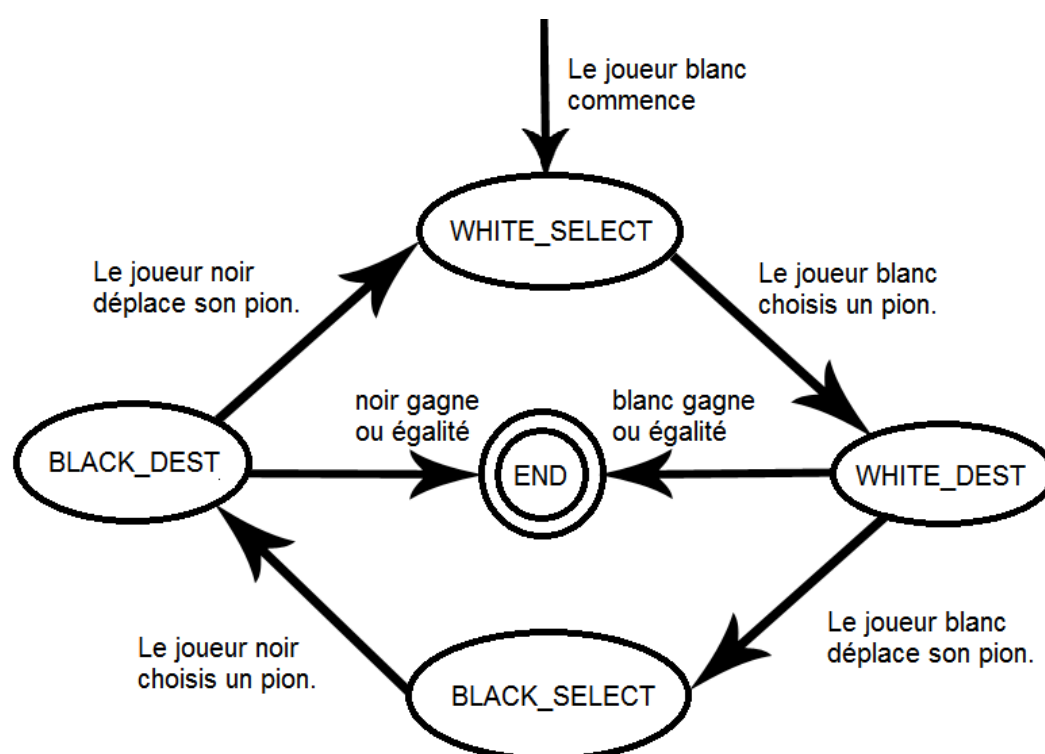 Le joueur blanc
commence
WHITE_SELECT
Le joueur noir
déplace son pion.
Le joueur blanc
choisis un pion.
noir gagne
ou égalité
blanc gagne
ou égalité
BLACK_DEST
END
WHITE_DEST
Le joueur noir
choisis un pion.
Le joueur blanc
déplace son pion.
BLACK_SELECT